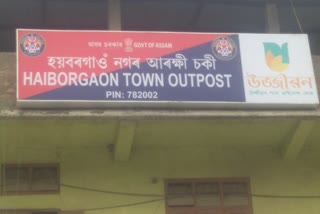 অসম চৰকাৰ GOVT OF ASSAM
হয়বৰগাওঁ নগৰ আৰক্ষী চকী
HAIBORGAON TOWN OUTPOST
PIN: 782002
উজ্জীৱন